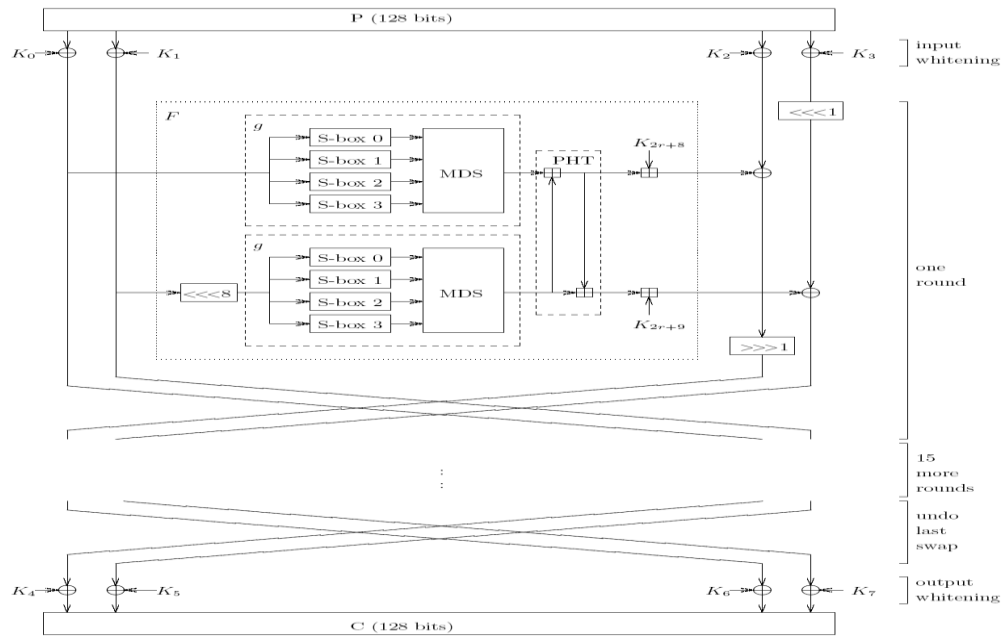 P (128 bits)
K0 K1 K2 K3
input
whitening
F
<<<1
g
S-box 0
S-box 1
S-box 2
S-box 3
MDS
PHT
K2r+8
g
S-box 0
S-box 1
S-box 2
S-box 3
MDS
<<<8
K2r+9
>>>1
one
round
15
more
rounds
undo
last
swap
K4 K5 K6 K7
output
whitening
C (128 bits)